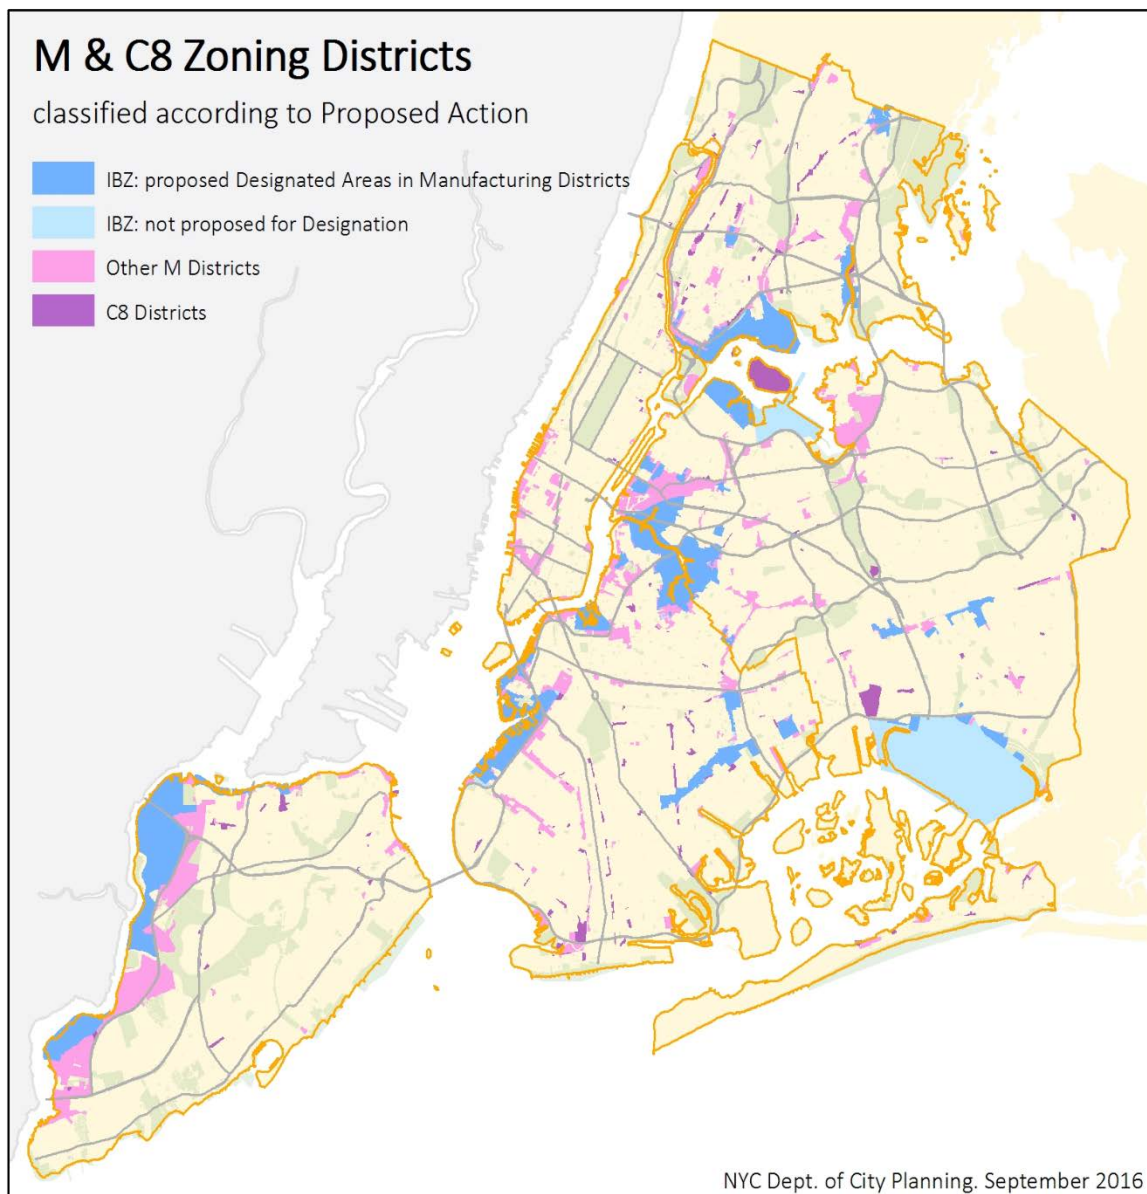 M & C8 Zoning Districts
classified according to Proposed Action
IBZ: proposed Designated Areas in Manufacturing Districts
IBZ: not proposed for Designation
Other M Districts
C8 Districts
NYC Dept. of City Planning. September 2016